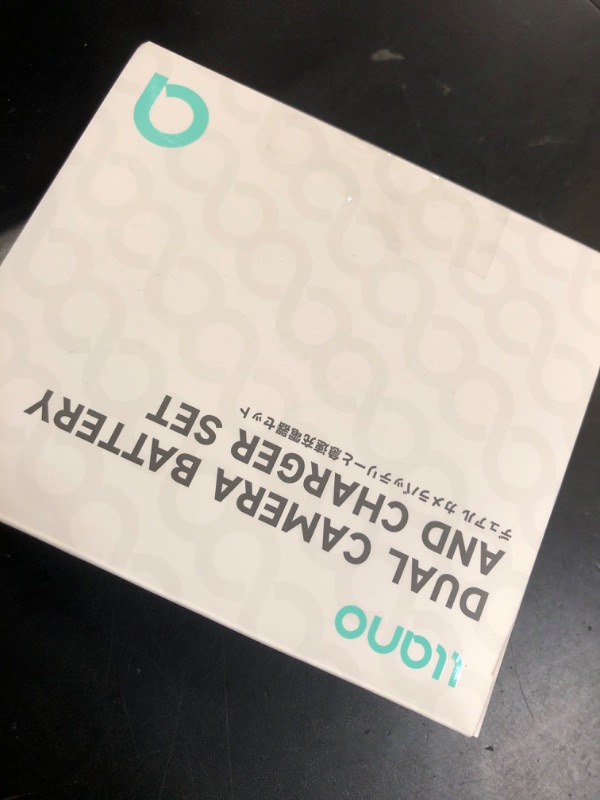 llano
DUAL CAMERA BATTERY
AND CHARGER SET
デュアル カメラバッテリーと急速充電器セット